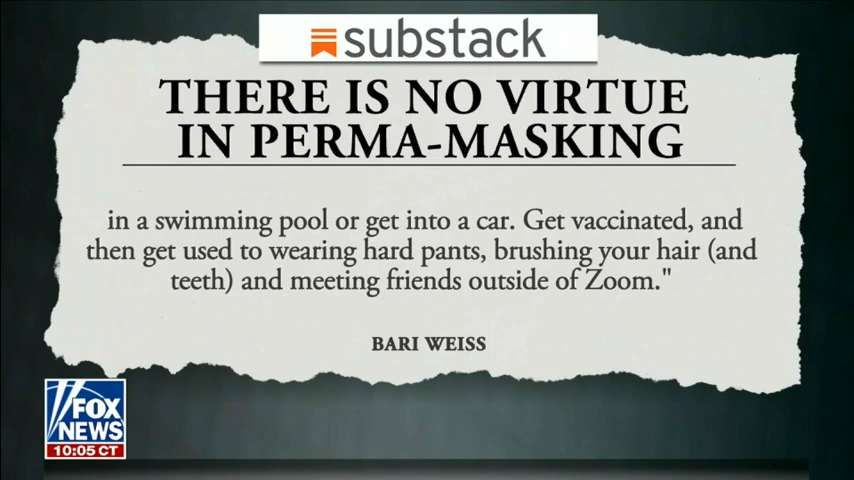 substack
THERE IS NO VIRTUE
IN PERMA-MASKING
in a swimming pool or get into a car. Get vaccinated, and
then get used to wearing hard pants, brushing your hair (and
teeth) and meeting friends outside of Zoom."
BARI WEISS
FOX
NEWS
10:05 CT